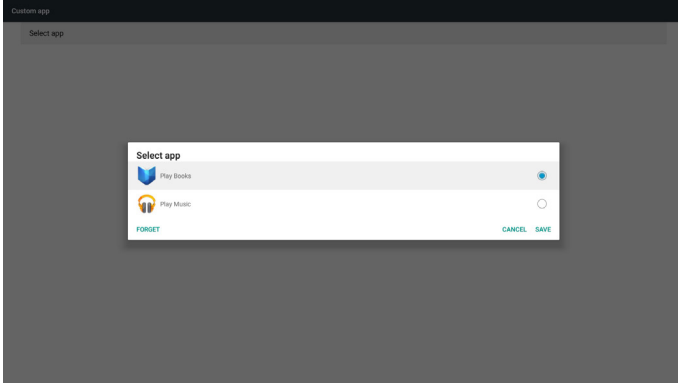 Custom app
Select app
Select app
Play Books
Play Music
FORGET CANCEL SAVE